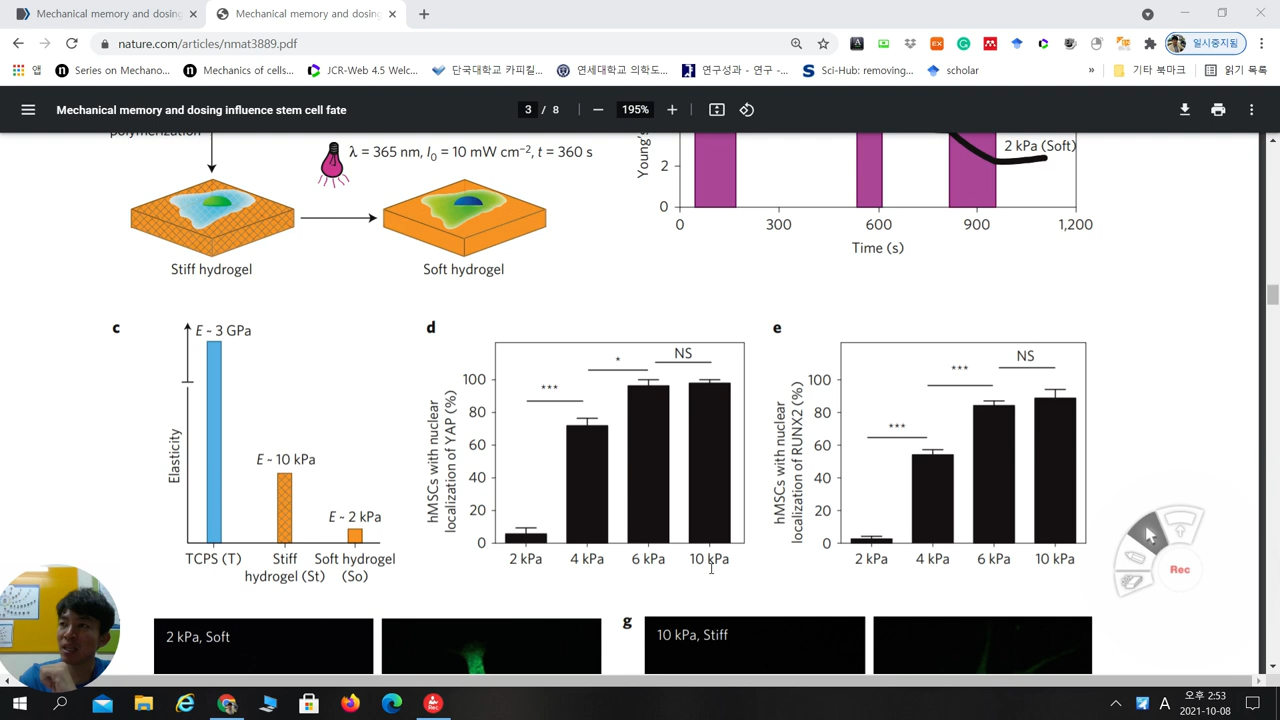 Mechanical memory and dosing
Mechanical memory and dosing
nature.com/articles/nmat3889.pdf
일시중지됨
앱
Series on Mechano...
Mechanics of cells...
JCR-Web 4.5 Welc...
단국대학교 카피킬...
연세대학교 의학도...
연구성과 - 연구 -...
Sci-Hub: removing...
scholar
»
기타 북마크
읽기 목록
Mechanical memory and dosing influence stem cell fate
3 / 8
195%
polymerization
λ = 365 nm, I₀ = 10 mW cm⁻², t = 360 s
Stiff hydrogel
Soft hydrogel
Young's
2 kPa (Soft)
2
0
0 300 600 900 1,200
Time (s)
c
E ~ 3 GPa
E ~ 10 kPa
E ~ 2 kPa
Elasticity
TCPS (T)
Stiff
hydrogel (St)
Soft hydrogel
(So)
d
hMSCs with nuclear
localization of YAP (%)
100
80
60
40
20
0
***
*
NS
2 kPa 4 kPa 6 kPa 10 kPa
e
hMSCs with nuclear
localization of RUNX2 (%)
100
80
60
40
20
0
***
***
NS
2 kPa 4 kPa 6 kPa 10 kPa
2 kPa, Soft
g
10 kPa, Stiff
Rec
A
오후 2:53
2021-10-08